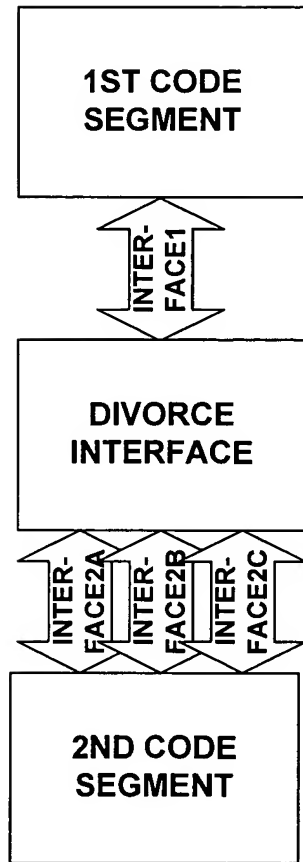 1ST CODE
SEGMENT
INTER-
FACE1
DIVORCE
INTERFACE
INTER-
FACE2A
INTER-
FACE2B
INTER-
FACE2C
2ND CODE
SEGMENT